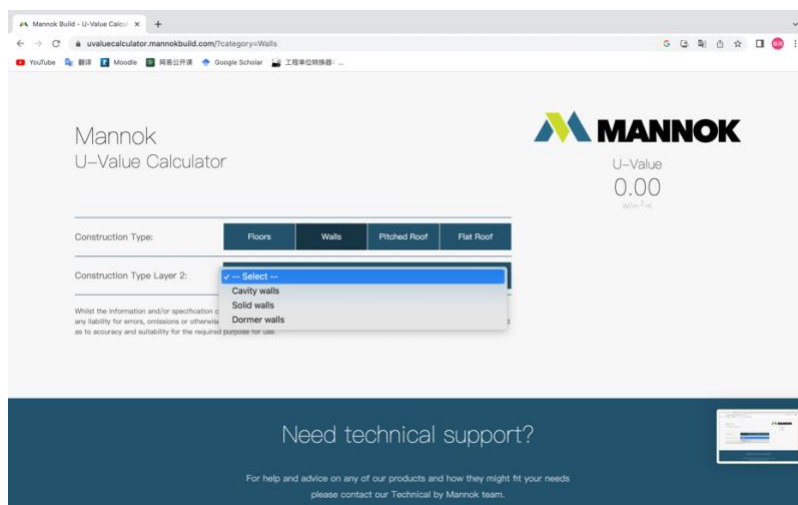 Mannok Build - U-Value Calcul
uvaluecalculator.mannokbuild.com/?category=Walls
YouTube 翻译 Moodle 网易公开课 Google Scholar 工程单位转换器: ...
MANNOK
Mannok
U-Value Calculator
U-Value
0.00
W/m²·K
Construction Type: Floors Walls Pitched Roof Flat Roof
Construction Type Layer 2: ✓ -- Select --
Cavity walls
Solid walls
Dormer walls
Whilst the information and/or specification
any liability for errors, omissions or otherwise
as to accuracy and suitability for the required purpose for use.
Need technical support?
For help and advice on any of our products and how they might fit your needs
please contact our Technical by Mannok team.